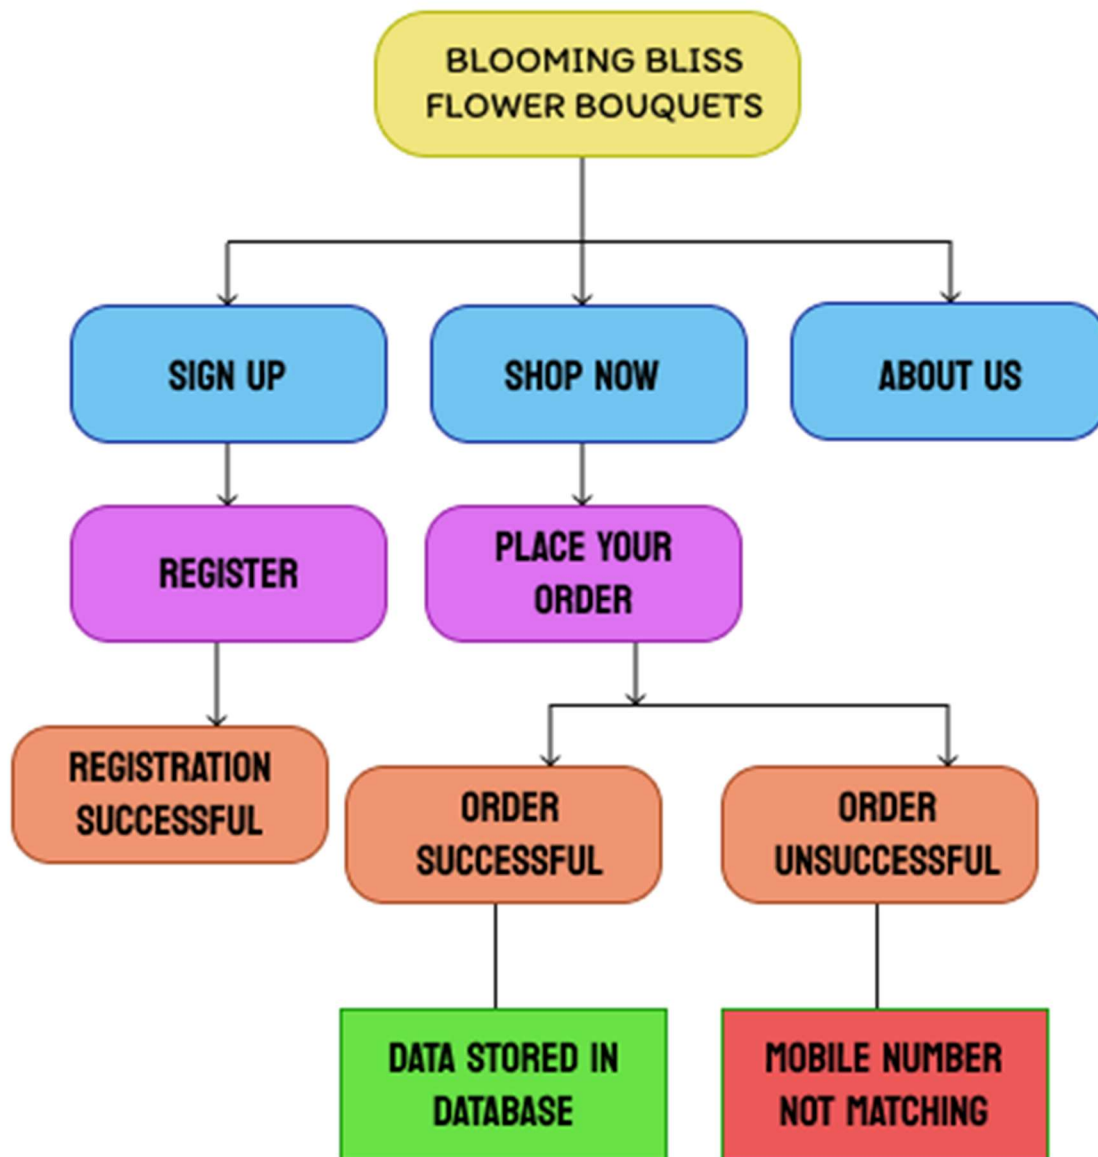 BLOOMING BLISS
FLOWER BOUQUETS
SIGN UP
SHOP NOW
ABOUT US
REGISTER
PLACE YOUR
ORDER
REGISTRATION
SUCCESSFUL
ORDER
SUCCESSFUL
ORDER
UNSUCCESSFUL
DATA STORED IN
DATABASE
MOBILE NUMBER
NOT MATCHING